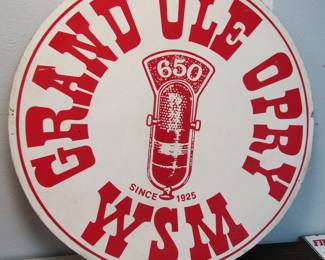 GRAND OLE OPRY
650
SINCE 1925
WSM